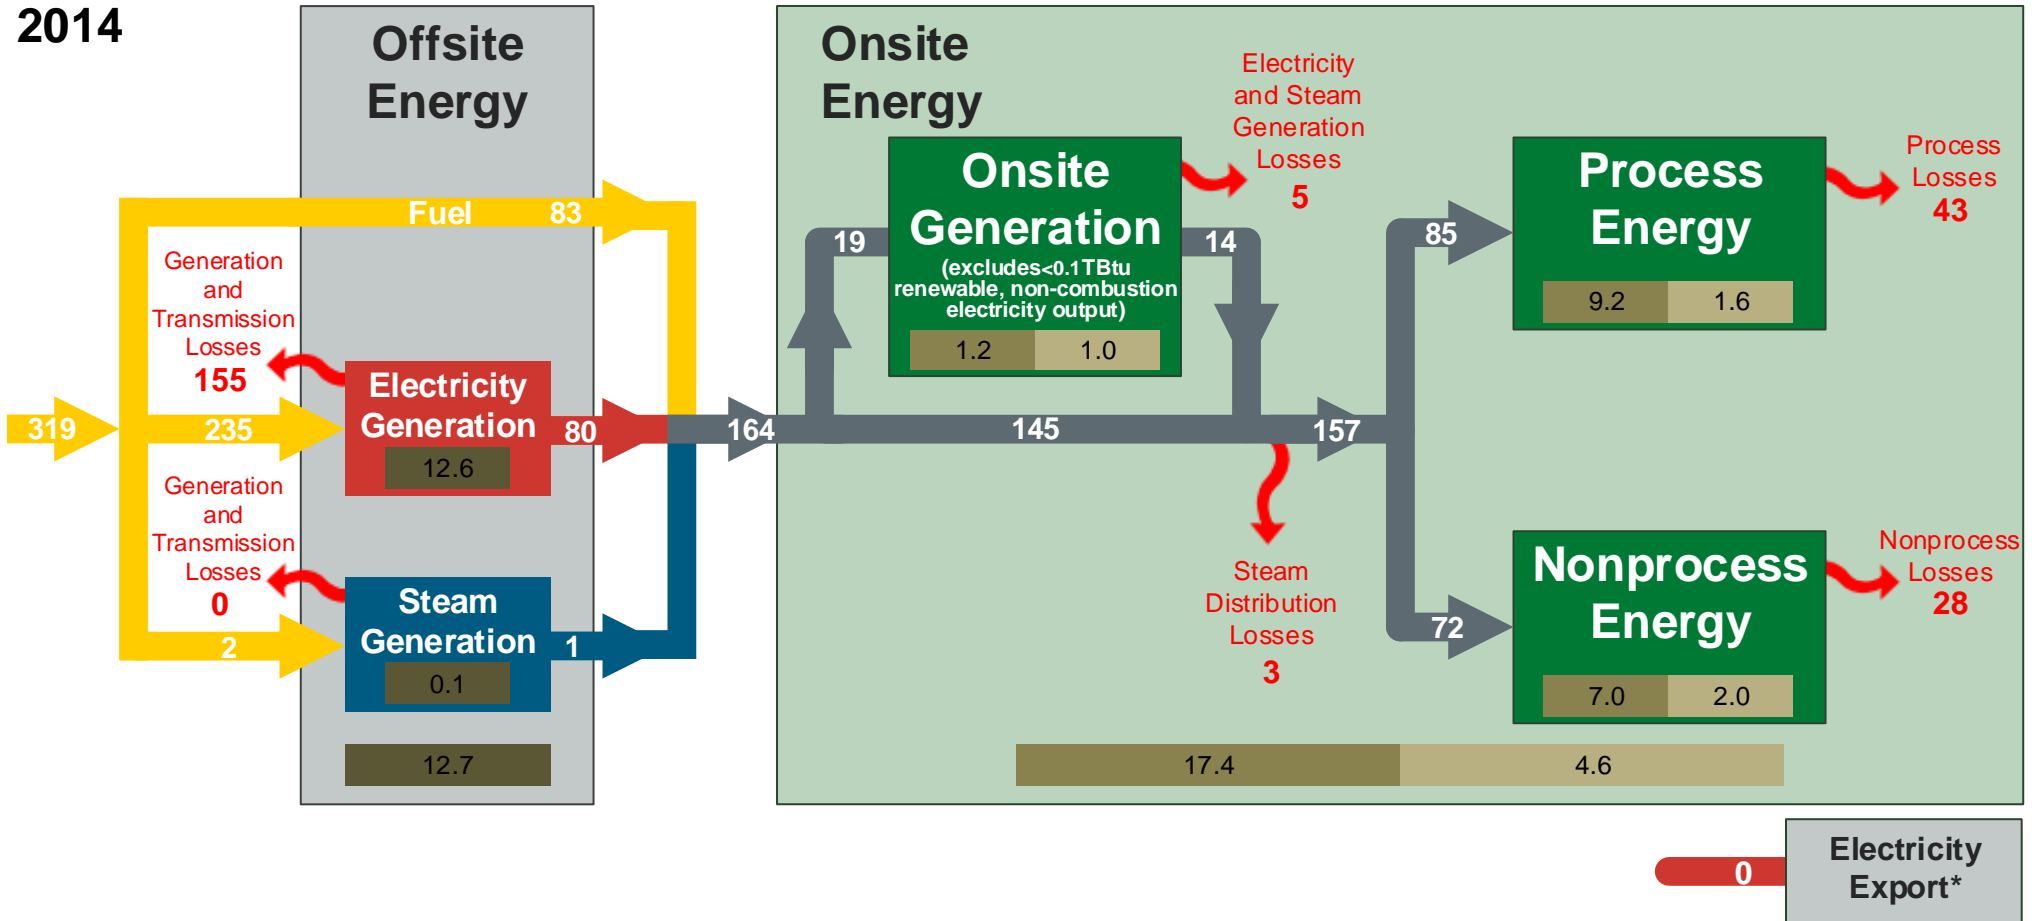 2014
Offsite
Energy
Onsite
Energy
Fuel 83
Generation
and
Transmission
Losses
155
319
235
Electricity
Generation
12.6
80
Generation
and
Transmission
Losses
0
2
Steam
Generation
0.1
1
12.7
164
19
Onsite
Generation
(excludes<0.1TBtu
renewable, non-combustion
electricity output)
1.2 1.0
14
Electricity
and Steam
Generation
Losses
5
145
157
Steam
Distribution
Losses
3
85
Process
Energy
9.2 1.6
Process
Losses
43
72
Nonprocess
Energy
7.0 2.0
Nonprocess
Losses
28
17.4 4.6
0
Electricity
Export*